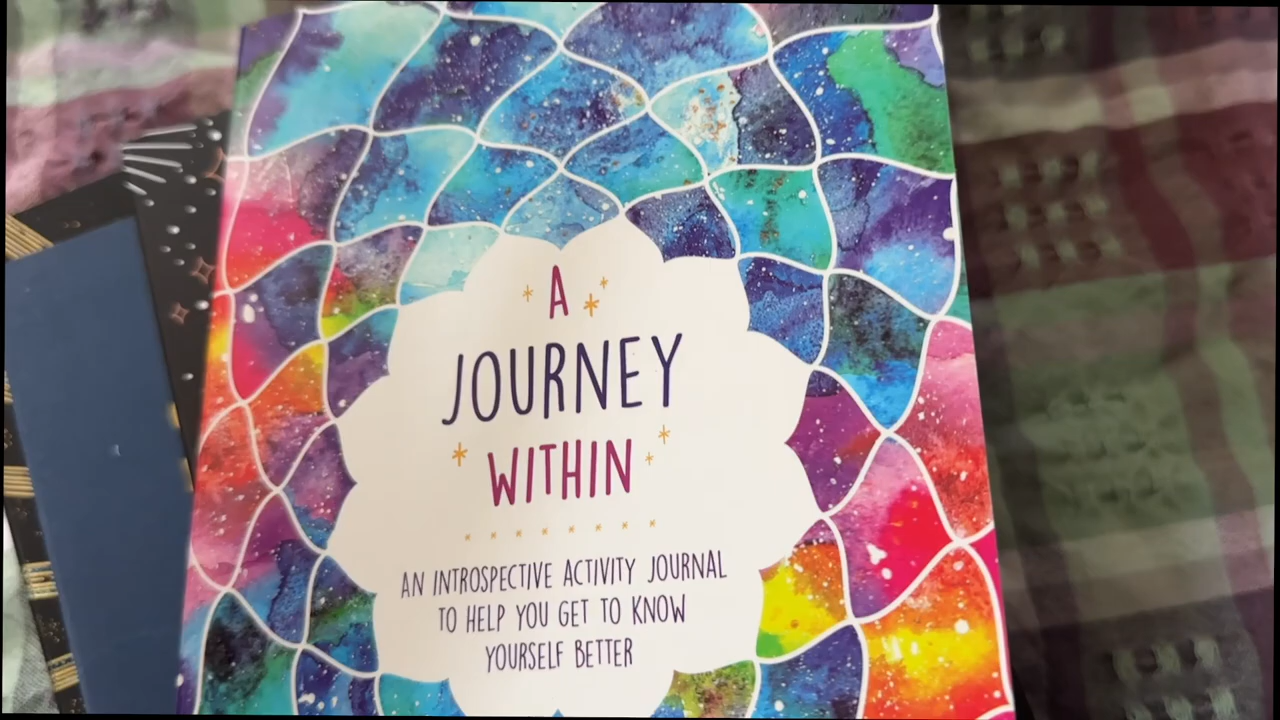 A
JOURNEY
WITHIN
AN INTROSPECTIVE ACTIVITY JOURNAL
TO HELP YOU GET TO KNOW
YOURSELF BETTER